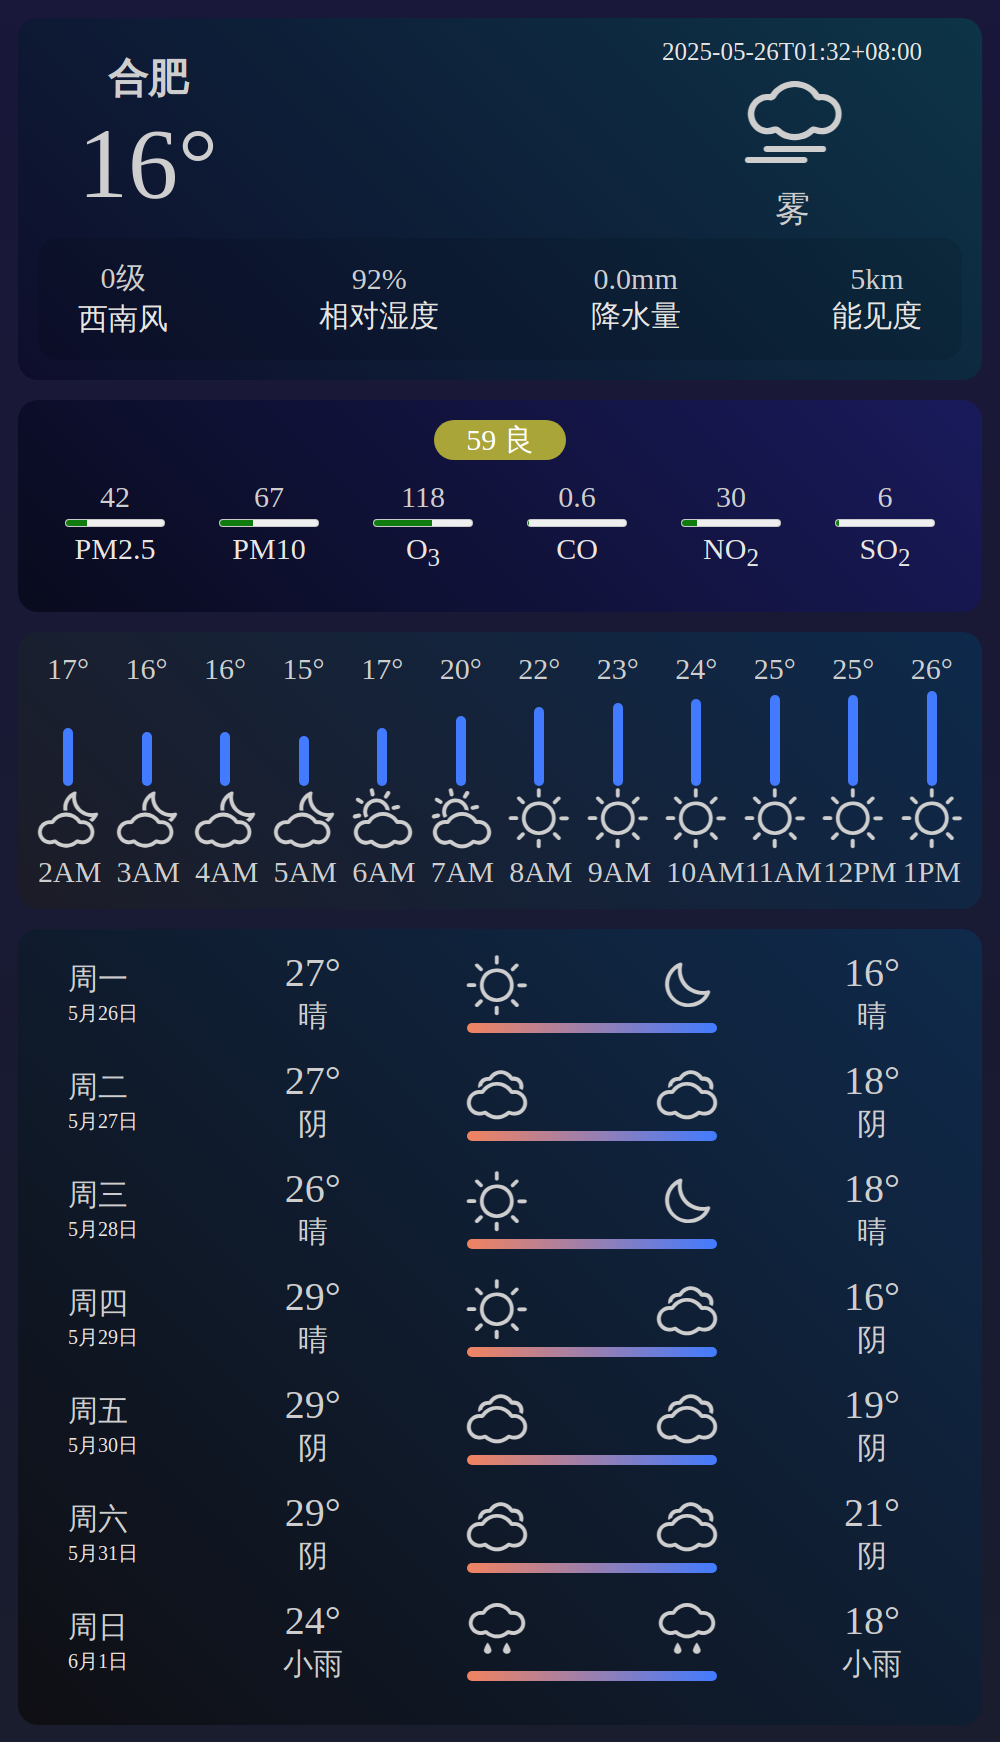 合肥
16°
2025-05-26T01:32+08:00
雾
0级 92% 0.0mm 5km
西南风 相对湿度 降水量 能见度
59 良
42 67 118 0.6 30 6
PM2.5 PM10 O3 CO NO2 SO2
17° 16° 16° 15° 17° 20° 22° 23° 24° 25° 25° 26°
2AM 3AM 4AM 5AM 6AM 7AM 8AM 9AM 10AM 11AM 12PM 1PM
周一 27° 16°
5月26日 晴 晴
周二 27° 18°
5月27日 阴 阴
周三 26° 18°
5月28日 晴 晴
周四 29° 16°
5月29日 晴 阴
周五 29° 19°
5月30日 阴 阴
周六 29° 21°
5月31日 阴 阴
周日 24° 18°
6月1日 小雨 小雨